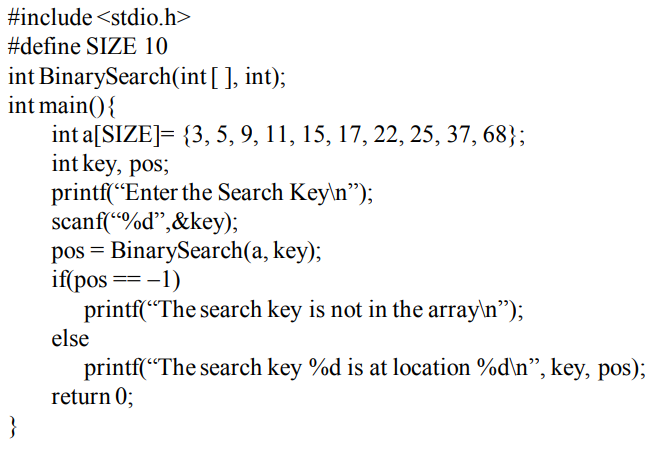 #include <stdio.h>
#define SIZE 10
int BinarySearch(int [ ], int);
int main(){
int a[SIZE]= {3, 5, 9, 11, 15, 17, 22, 25, 37, 68};
int key, pos;
printf(“Enter the Search Key\n”);
scanf(“%d”,&key);
pos = BinarySearch(a, key);
if(pos == –1)
printf(“The search key is not in the array\n”);
else
printf(“The search key %d is at location %d\n”, key, pos);
return 0;
}